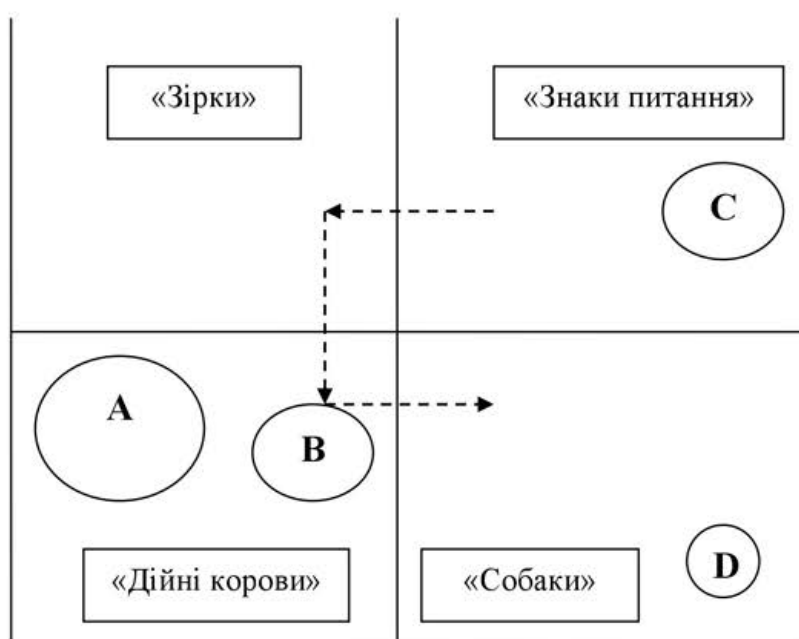 «Зірки»
«Знаки питання»
C
A
B
«Дійні корови»
«Собаки»
D